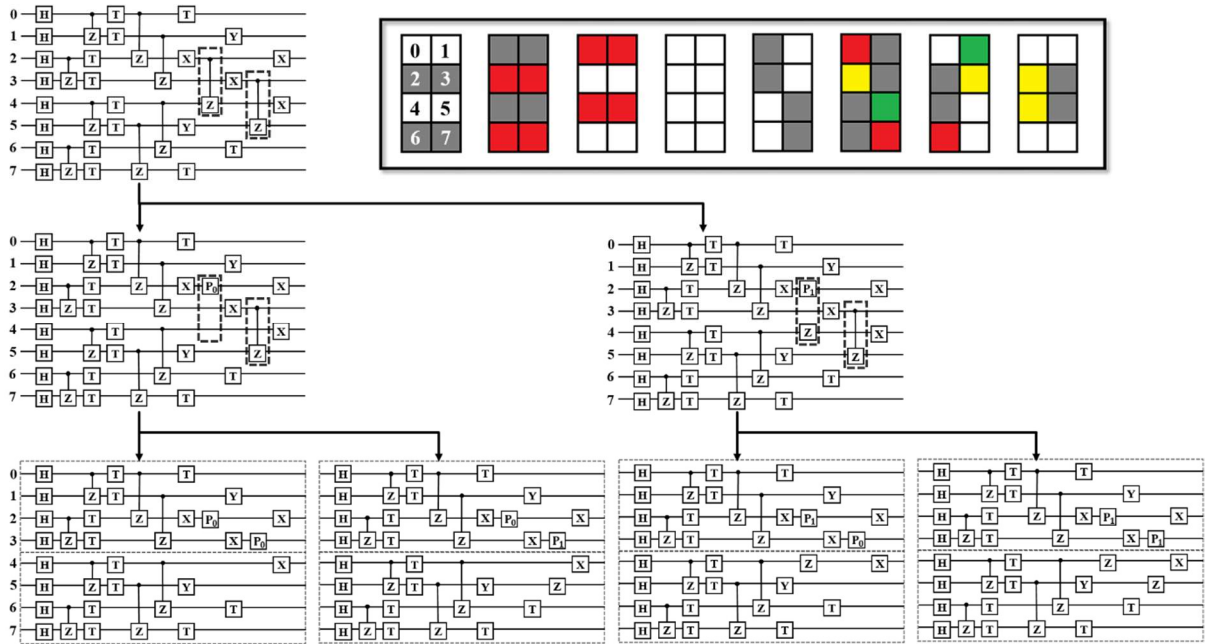 0 H T T
1 H Z T Y
2 H T Z X
3 H Z T Z X
4 H T Z X
5 H Z T Y Z
6 H T Z T
7 H Z T Z T
0 1
2 3
4 5
6 7
0 H T T
1 H Z T Y
2 H T Z X P₀ X
3 H Z T Z X
4 H T X
5 H Z T Y Z
6 H T Z T
7 H Z T Z T
0 H T T
1 H Z T Y
2 H T Z X P₁ X
3 H Z T Z X
4 H T Z X
5 H Z T Y Z
6 H T Z T
7 H Z T Z T
0 H T T
1 H Z T Y
2 H T Z X P₀ X
3 H Z T Z X P₀
4 H T X
5 H Z T Y
6 H T Z T
7 H Z T Z T
H T T
H Z T Y
H T Z X P₀ X
H Z T Z X P₁
H T X
H Z T Y Z
H T Z T
H Z T Z T
H T T
H Z T Y
H T Z X P₁ X
H Z T Z X P₀
H T Z X
H Z T Y
H T Z T
H Z T Z T
H T T
H Z T Y
H T Z X P₁ X
H Z T Z X P₁
H T Z X
H Z T Y Z
H T Z T
H Z T Z T